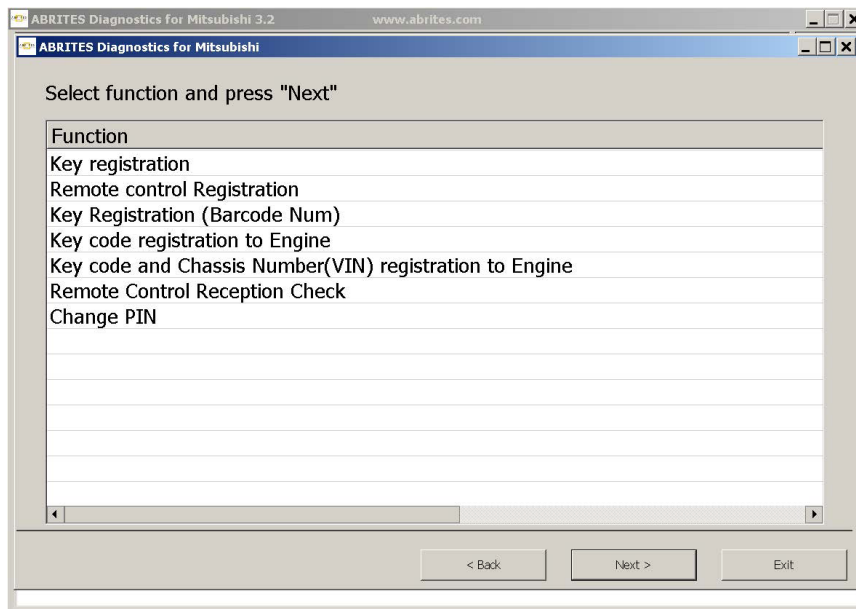 ABRITES Diagnostics for Mitsubishi 3.2 www.abrites.com
ABRITES Diagnostics for Mitsubishi
Select function and press "Next"
Function
Key registration
Remote control Registration
Key Registration (Barcode Num)
Key code registration to Engine
Key code and Chassis Number(VIN) registration to Engine
Remote Control Reception Check
Change PIN
< Back Next > Exit